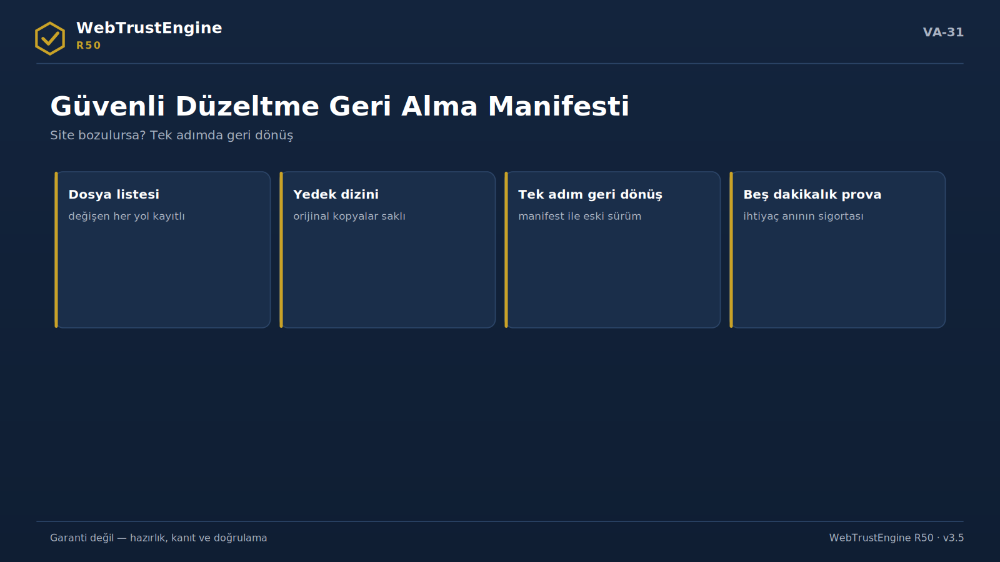 WebTrustEngine
R50
VA-31
Güvenli Düzeltme Geri Alma Manifesti
Site bozulursa? Tek adımda geri dönüş
Dosya listesi
değişen her yol kayıtlı
Yedek dizini
orijinal kopyalar saklı
Tek adım geri dönüş
manifest ile eski sürüm
Beş dakikalık prova
ihtiyaç anının sigortası
Garanti değil — hazırlık, kanıt ve doğrulama
WebTrustEngine R50 · v3.5